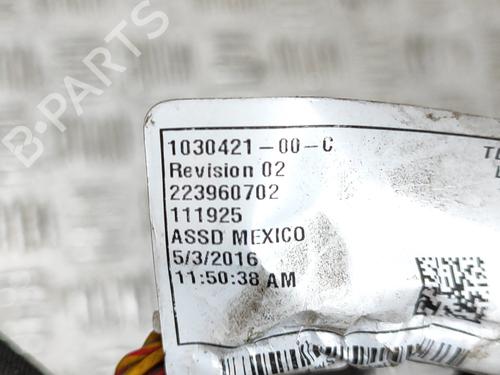 1030421-00-C
Revision 02
223960702
111925
ASSD MEXICO
5/3/2016
11:50:38 AM
B-PARTS